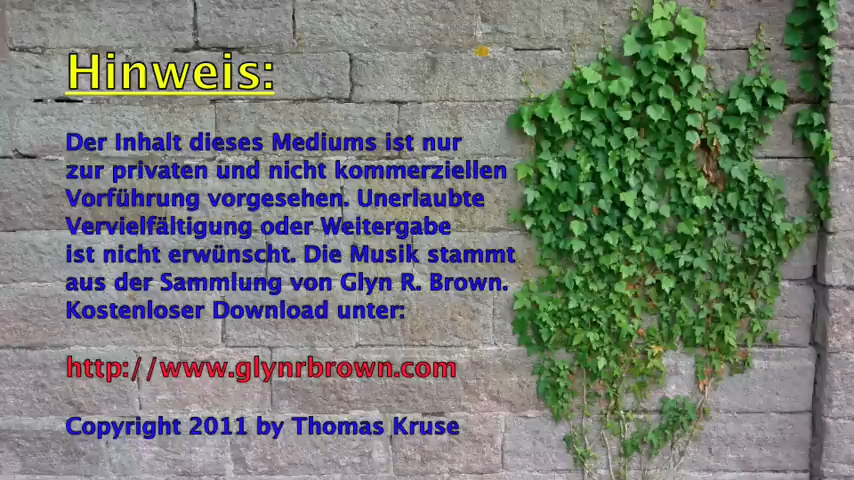 Hinweis:
Der Inhalt dieses Mediums ist nur
zur privaten und nicht kommerziellen
Vorführung vorgesehen. Unerlaubte
Vervielfältigung oder Weitergabe
ist nicht erwünscht. Die Musik stammt
aus der Sammlung von Glyn R. Brown.
Kostenloser Download unter:
http://www.glynrbrown.com
Copyright 2011 by Thomas Kruse